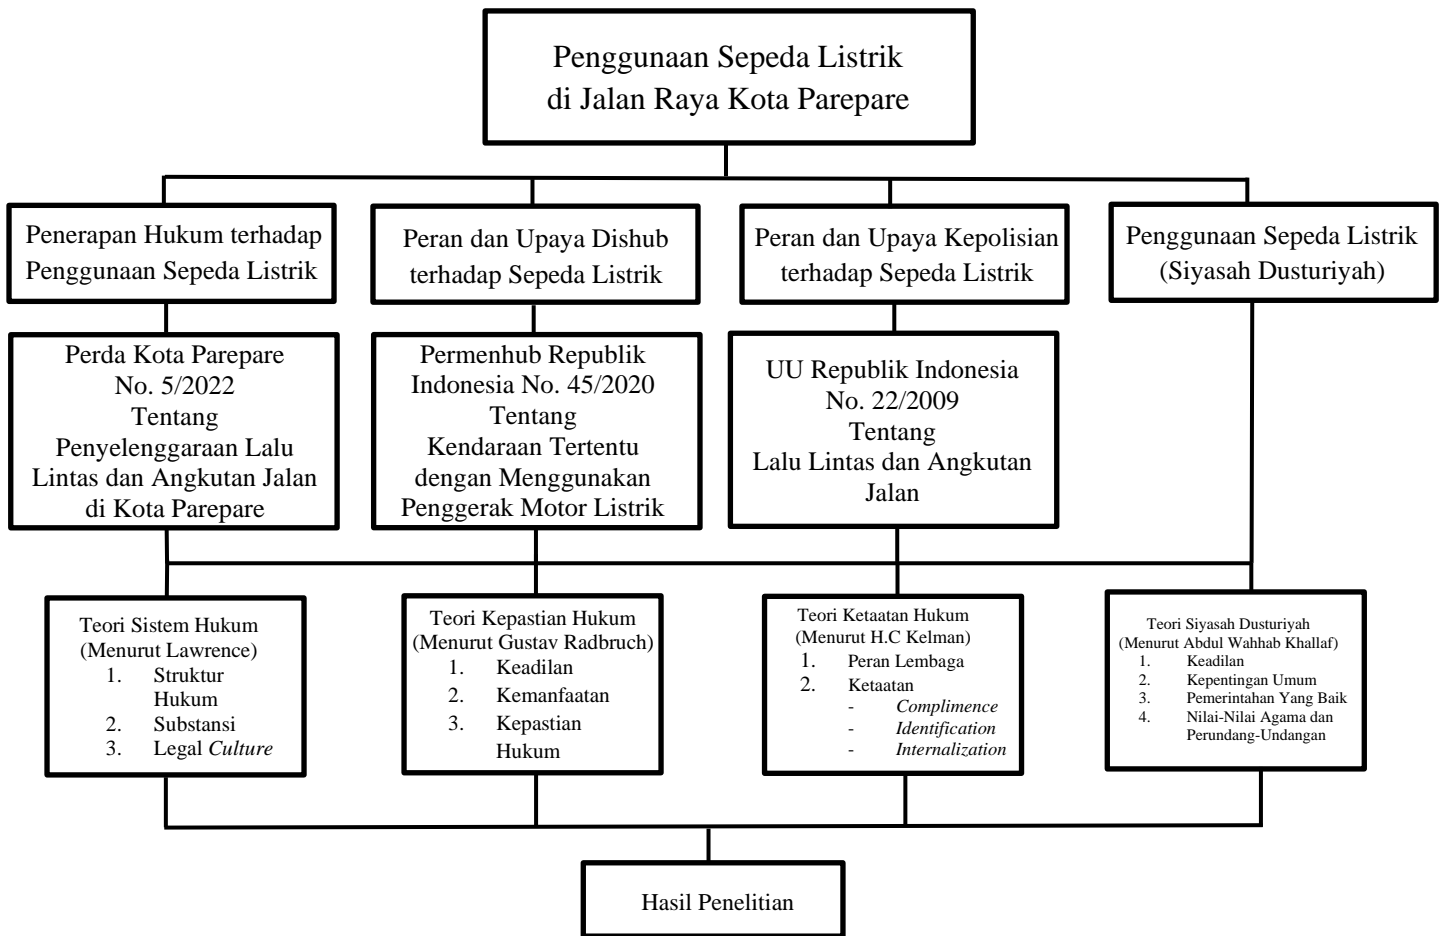 Penggunaan Sepeda Listrik
di Jalan Raya Kota Parepare
Penerapan Hukum terhadap
Penggunaan Sepeda Listrik
Peran dan Upaya Dishub
terhadap Sepeda Listrik
Peran dan Upaya Kepolisian
terhadap Sepeda Listrik
Penggunaan Sepeda Listrik
(Siyasah Dusturiyah)
Perda Kota Parepare
No. 5/2022
Tentang
Penyelenggaraan Lalu
Lintas dan Angkutan Jalan
di Kota Parepare
Permenhub Republik
Indonesia No. 45/2020
Tentang
Kendaraan Tertentu
dengan Menggunakan
Penggerak Motor Listrik
UU Republik Indonesia
No. 22/2009
Tentang
Lalu Lintas dan Angkutan
Jalan
Teori Sistem Hukum
(Menurut Lawrence)
1. Struktur
Hukum
2. Substansi
3. Legal Culture
Teori Kepastian Hukum
(Menurut Gustav Radbruch)
1. Keadilan
2. Kemanfaatan
3. Kepastian
Hukum
Teori Ketaatan Hukum
(Menurut H.C Kelman)
1. Peran Lembaga
2. Ketaatan
- Complimence
- Identification
- Internalization
Teori Siyasah Dusturiyah
(Menurut Abdul Wahhab Khallaf)
1. Keadilan
2. Kepentingan Umum
3. Pemerintahan Yang Baik
4. Nilai-Nilai Agama dan
Perundang-Undangan
Hasil Penelitian